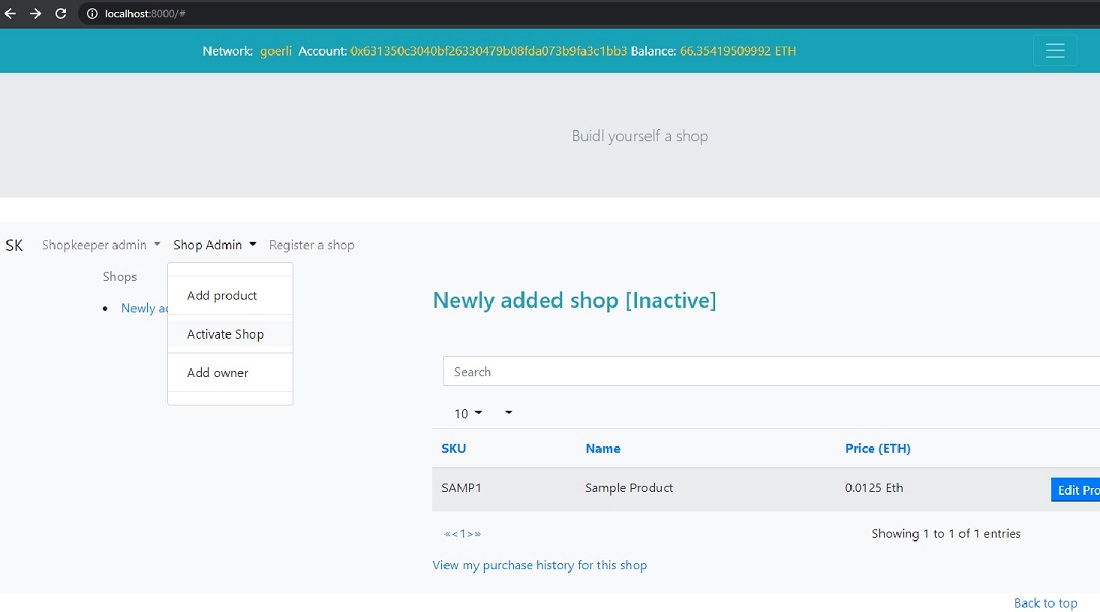 localhost:8000/#
Network: goerli Account: 0x631350c3040bf26330479b08fda073b9fa3c1bb3 Balance: 66.35419509992 ETH
Buidl yourself a shop
SK Shopkeeper admin Shop Admin Register a shop
Shops
Newly ad
Add product
Activate Shop
Add owner
Newly added shop [Inactive]
Search
10
SKU Name Price (ETH)
SAMP1 Sample Product 0.0125 Eth Edit Pro
«<1>» Showing 1 to 1 of 1 entries
View my purchase history for this shop
Back to top